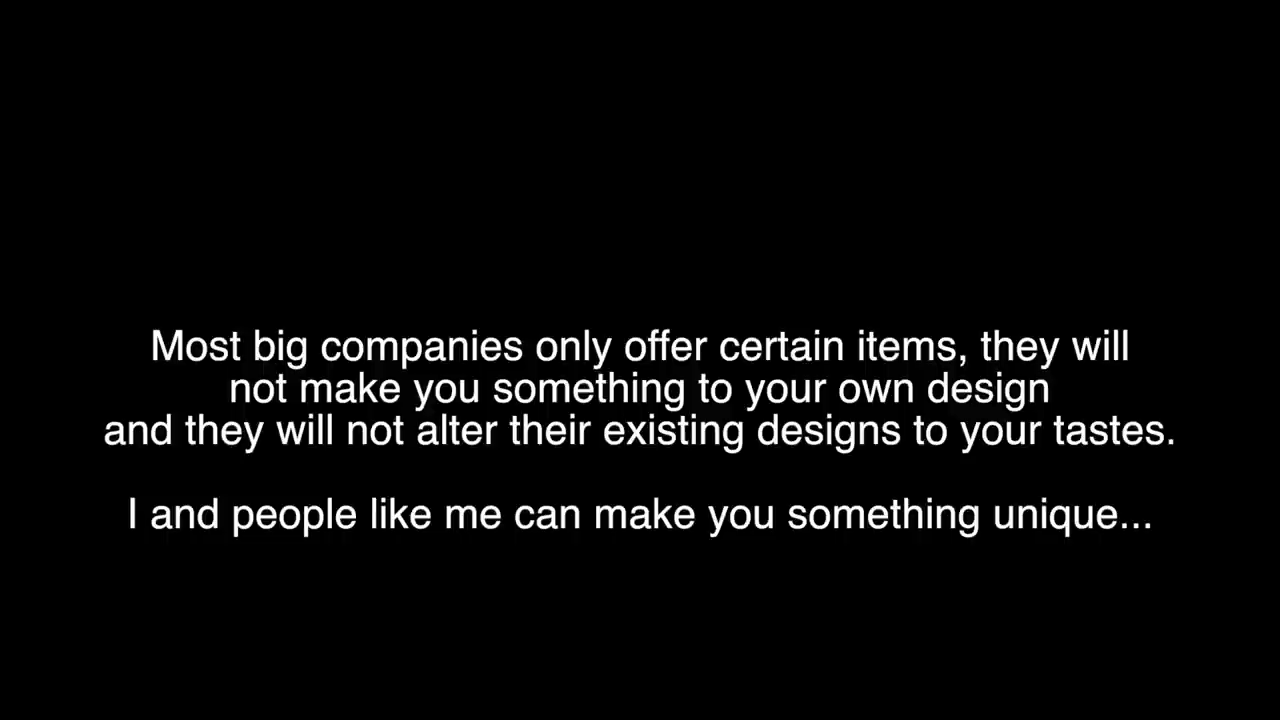 Most big companies only offer certain items, they will
not make you something to your own design
and they will not alter their existing designs to your tastes.
I and people like me can make you something unique...